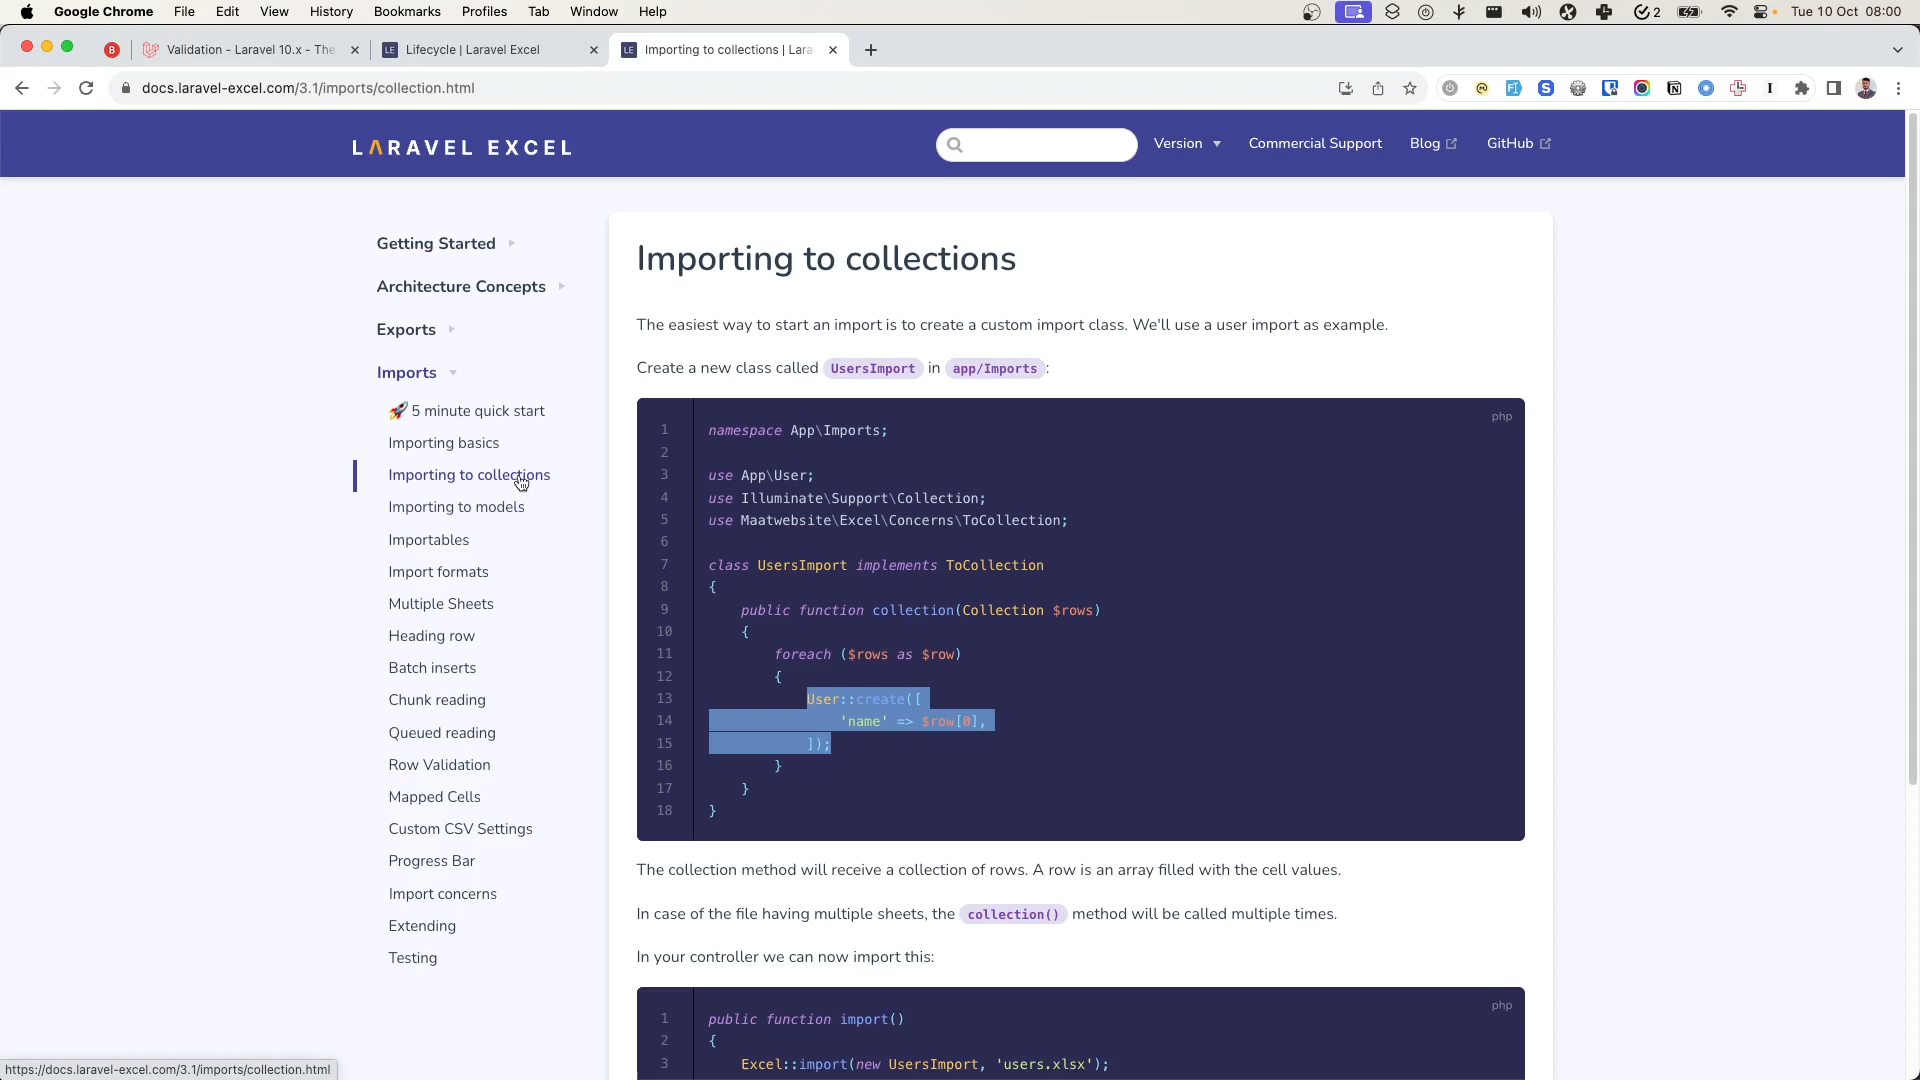 Google Chrome File Edit View History Bookmarks Profiles Tab Window Help 2 Tue 10 Oct 08:00
B Validation - Laravel 10.x - The LE Lifecycle | Laravel Excel LE Importing to collections | Lara
docs.laravel-excel.com/3.1/imports/collection.html
LARAVEL EXCEL Version Commercial Support Blog GitHub
Getting Started
Architecture Concepts
Exports
Imports
🚀 5 minute quick start
Importing basics
Importing to collections
Importing to models
Importables
Import formats
Multiple Sheets
Heading row
Batch inserts
Chunk reading
Queued reading
Row Validation
Mapped Cells
Custom CSV Settings
Progress Bar
Import concerns
Extending
Testing
Importing to collections
The easiest way to start an import is to create a custom import class. We'll use a user import as example.
Create a new class called UsersImport in app/Imports:
php
1 namespace App\Imports;
2
3 use App\User;
4 use Illuminate\Support\Collection;
5 use Maatwebsite\Excel\Concerns\ToCollection;
6
7 class UsersImport implements ToCollection
8 {
9 public function collection(Collection $rows)
10 {
11 foreach ($rows as $row)
12 {
13 User::create([
14 'name' => $row[0],
15 ]);
16 }
17 }
18 }
The collection method will receive a collection of rows. A row is an array filled with the cell values.
In case of the file having multiple sheets, the collection() method will be called multiple times.
In your controller we can now import this:
php
1 public function import()
2 {
3 Excel::import(new UsersImport, 'users.xlsx');
https://docs.laravel-excel.com/3.1/imports/collection.html